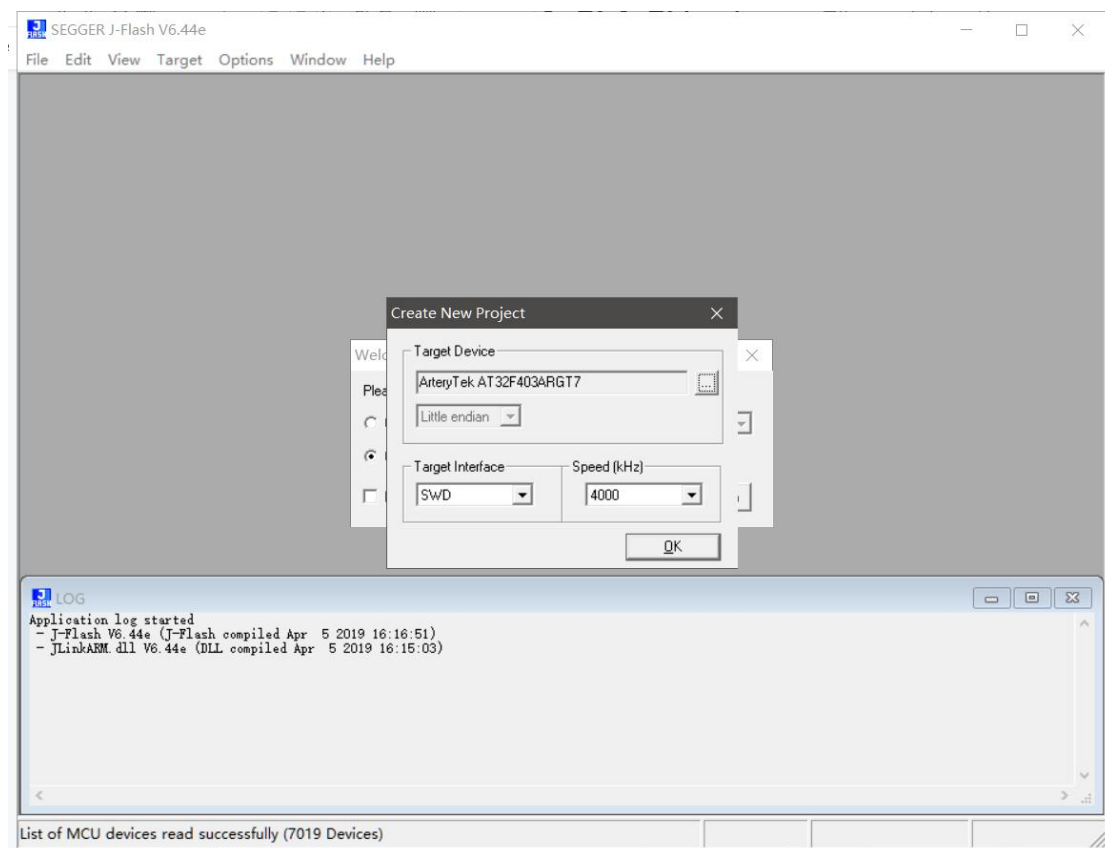 SEGGER J-Flash V6.44e
File Edit View Target Options Window Help
Create New Project
Target Device
ArteryTek AT32F403ARGT7
...
Little endian
Target Interface
Speed (kHz)
SWD
4000
OK
LOG
Application log started
- J-Flash V6.44e (J-Flash compiled Apr 5 2019 16:16:51)
- JLinkARM.dll V6.44e (DLL compiled Apr 5 2019 16:15:03)
List of MCU devices read successfully (7019 Devices)